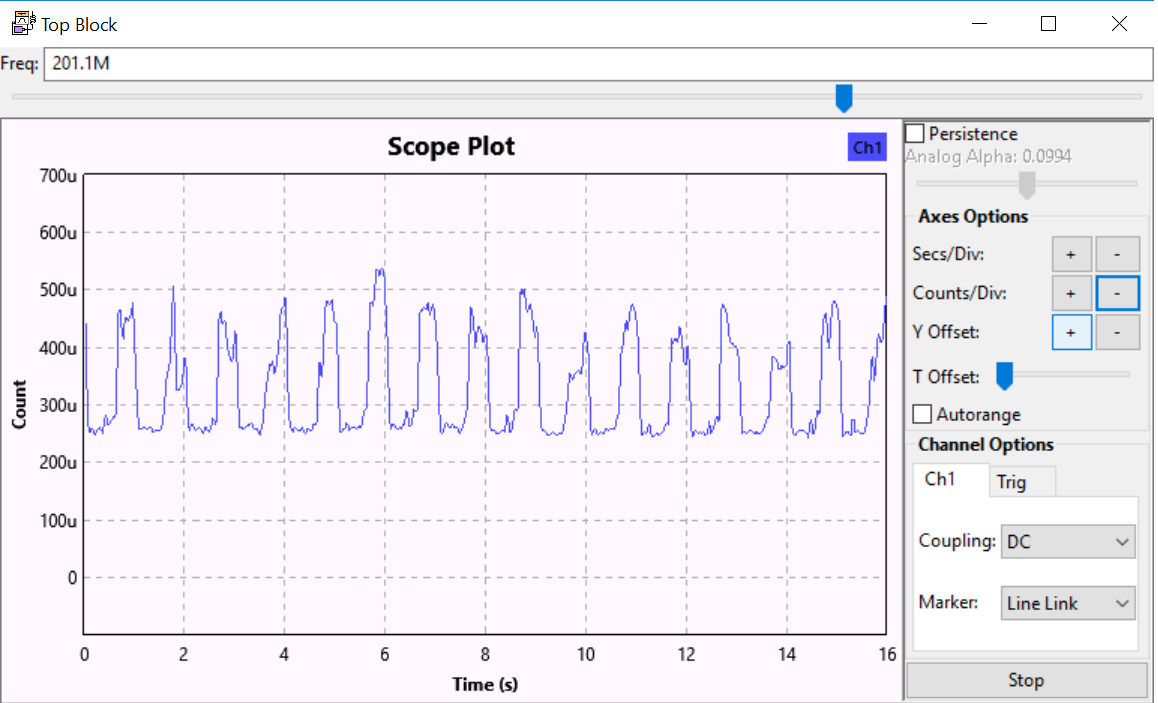 Top Block
Freq: 201.1M
Scope Plot
Ch1
700u
600u
500u
400u
300u
200u
100u
0
Count
0 2 4 6 8 10 12 14 16
Time (s)
Persistence
Analog Alpha: 0.0994
Axes Options
Secs/Div: + -
Counts/Div: + -
Y Offset: + -
T Offset:
Autorange
Channel Options
Ch1 Trig
Coupling: DC
Marker: Line Link
Stop